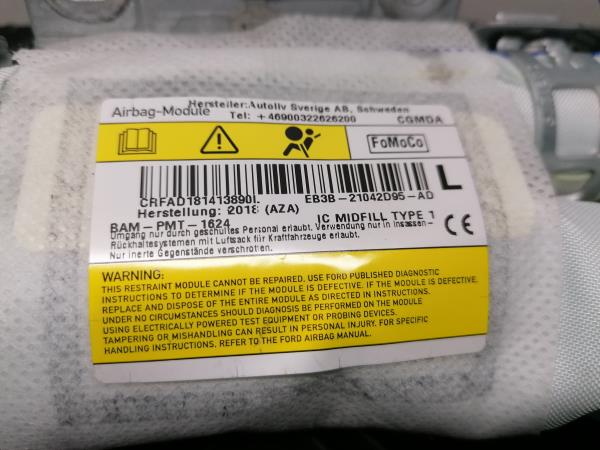 Hersteller:Autoliv Sverige AB, Schweden
Airbag-Module Tel: +46900322626200 CGMDA
FoMoCo
L
CRFAD181413890 EB3B-21042D95-AD
Herstellung: 2018 (AZA) IC MIDFILL TYPE 1
BAM-PMT-1624
CE
Umgang nur durch geschultes Personal erlaubt. Verwendung nur in Insassen-
Rückhaltesystemen mit Luftsack für Kraftfahrzeuge erlaubt.
Nur inerte Gegenstände verschrotten.
WARNING:
THIS RESTRAINT MODULE CANNOT BE REPAIRED. USE FORD PUBLISHED DIAGNOSTIC
INSTRUCTIONS TO DETERMINE IF THE MODULE IS DEFECTIVE. IF THE MODULE IS DEFECTIVE,
REPLACE AND DISPOSE OF THE ENTIRE MODULE AS DIRECTED IN INSTRUCTIONS.
UNDER NO CIRCUMSTANCES SHOULD DIAGNOSIS BE PERFORMED ON THE MODULE
USING ELECTRICALLY POWERED TEST EQUIPMENT OR PROBING DEVICES.
TAMPERING OR MISHANDLING CAN RESULT IN PERSONAL INJURY. FOR SPECIFIC
HANDLING INSTRUCTIONS, REFER TO THE FORD AIRBAG MANUAL.